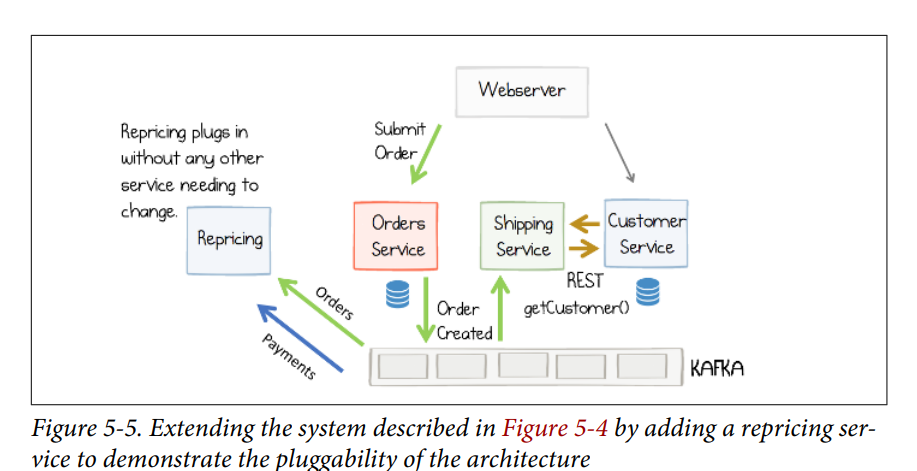 Webserver
Submit
Order
Repricing plugs in
without any other
service needing to
change.
Repricing
Orders
Service
Shipping
Service
Customer
Service
REST
getCustomer()
Order
Created
Orders
Payments
KAFKA
Figure 5-5. Extending the system described in Figure 5-4 by adding a repricing ser-
vice to demonstrate the pluggability of the architecture